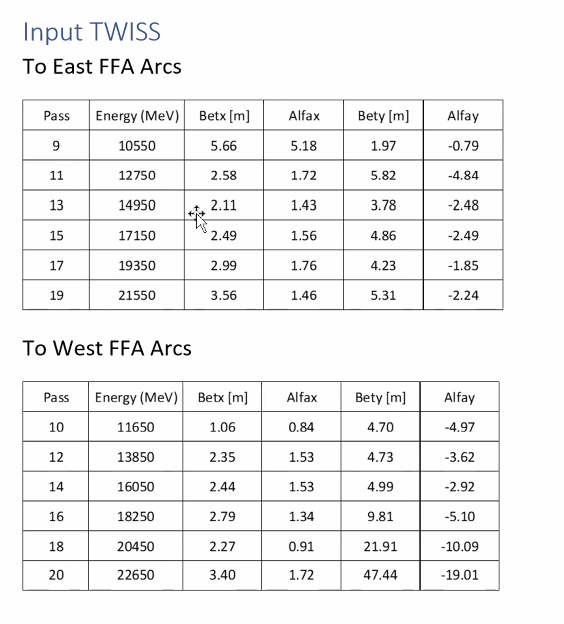 Input TWISS
To East FFA Arcs
Pass Energy (MeV) Betx [m] Alfax Bety [m] Alfay
9 10550 5.66 5.18 1.97 -0.79
11 12750 2.58 1.72 5.82 -4.84
13 14950 2.11 1.43 3.78 -2.48
15 17150 2.49 1.56 4.86 -2.49
17 19350 2.99 1.76 4.23 -1.85
19 21550 3.56 1.46 5.31 -2.24
To West FFA Arcs
Pass Energy (MeV) Betx [m] Alfax Bety [m] Alfay
10 11650 1.06 0.84 4.70 -4.97
12 13850 2.35 1.53 4.73 -3.62
14 16050 2.44 1.53 4.99 -2.92
16 18250 2.79 1.34 9.81 -5.10
18 20450 2.27 0.91 21.91 -10.09
20 22650 3.40 1.72 47.44 -19.01